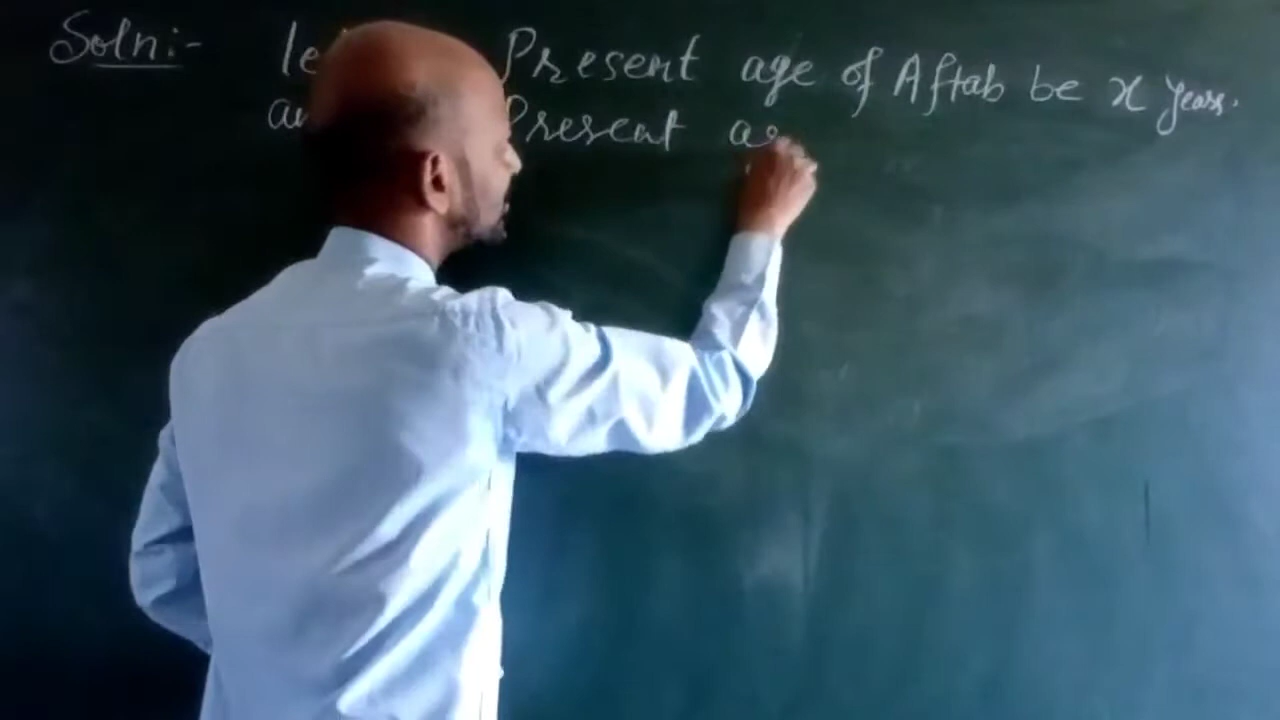 Soln:- Present age of Aftab be x years.
Present